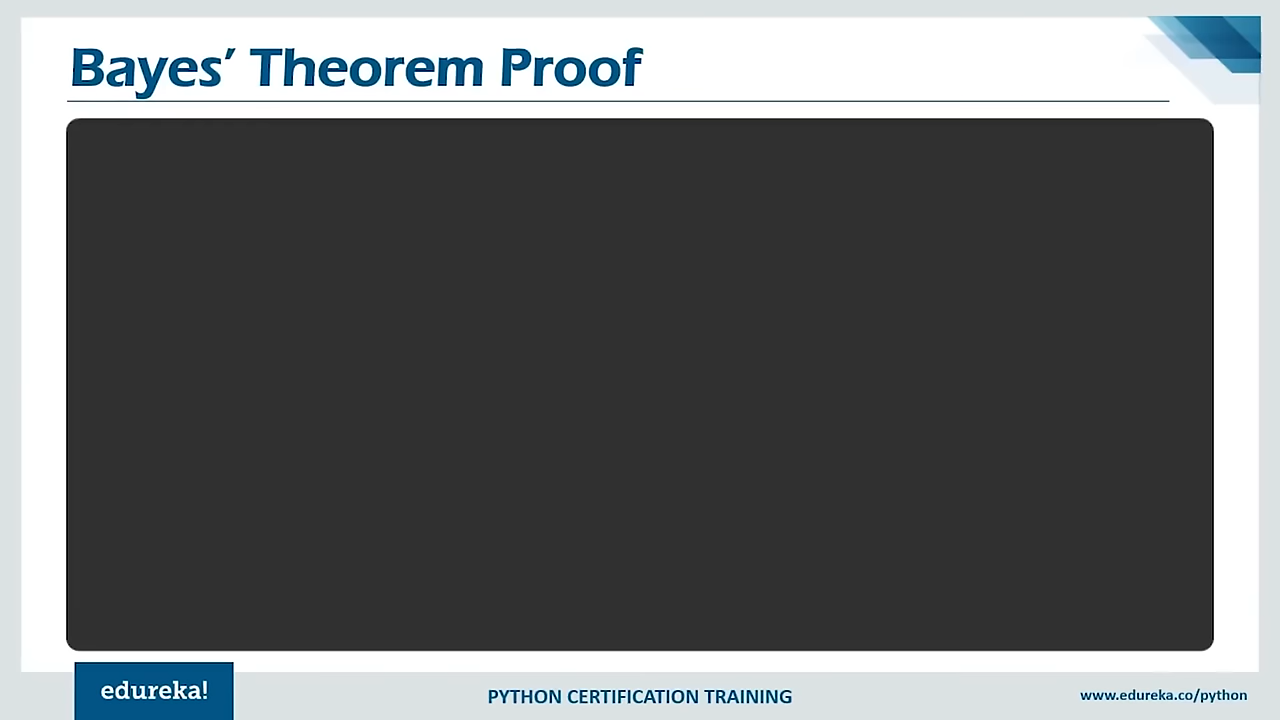 Bayes’ Theorem Proof
edureka!
PYTHON CERTIFICATION TRAINING
www.edureka.co/python